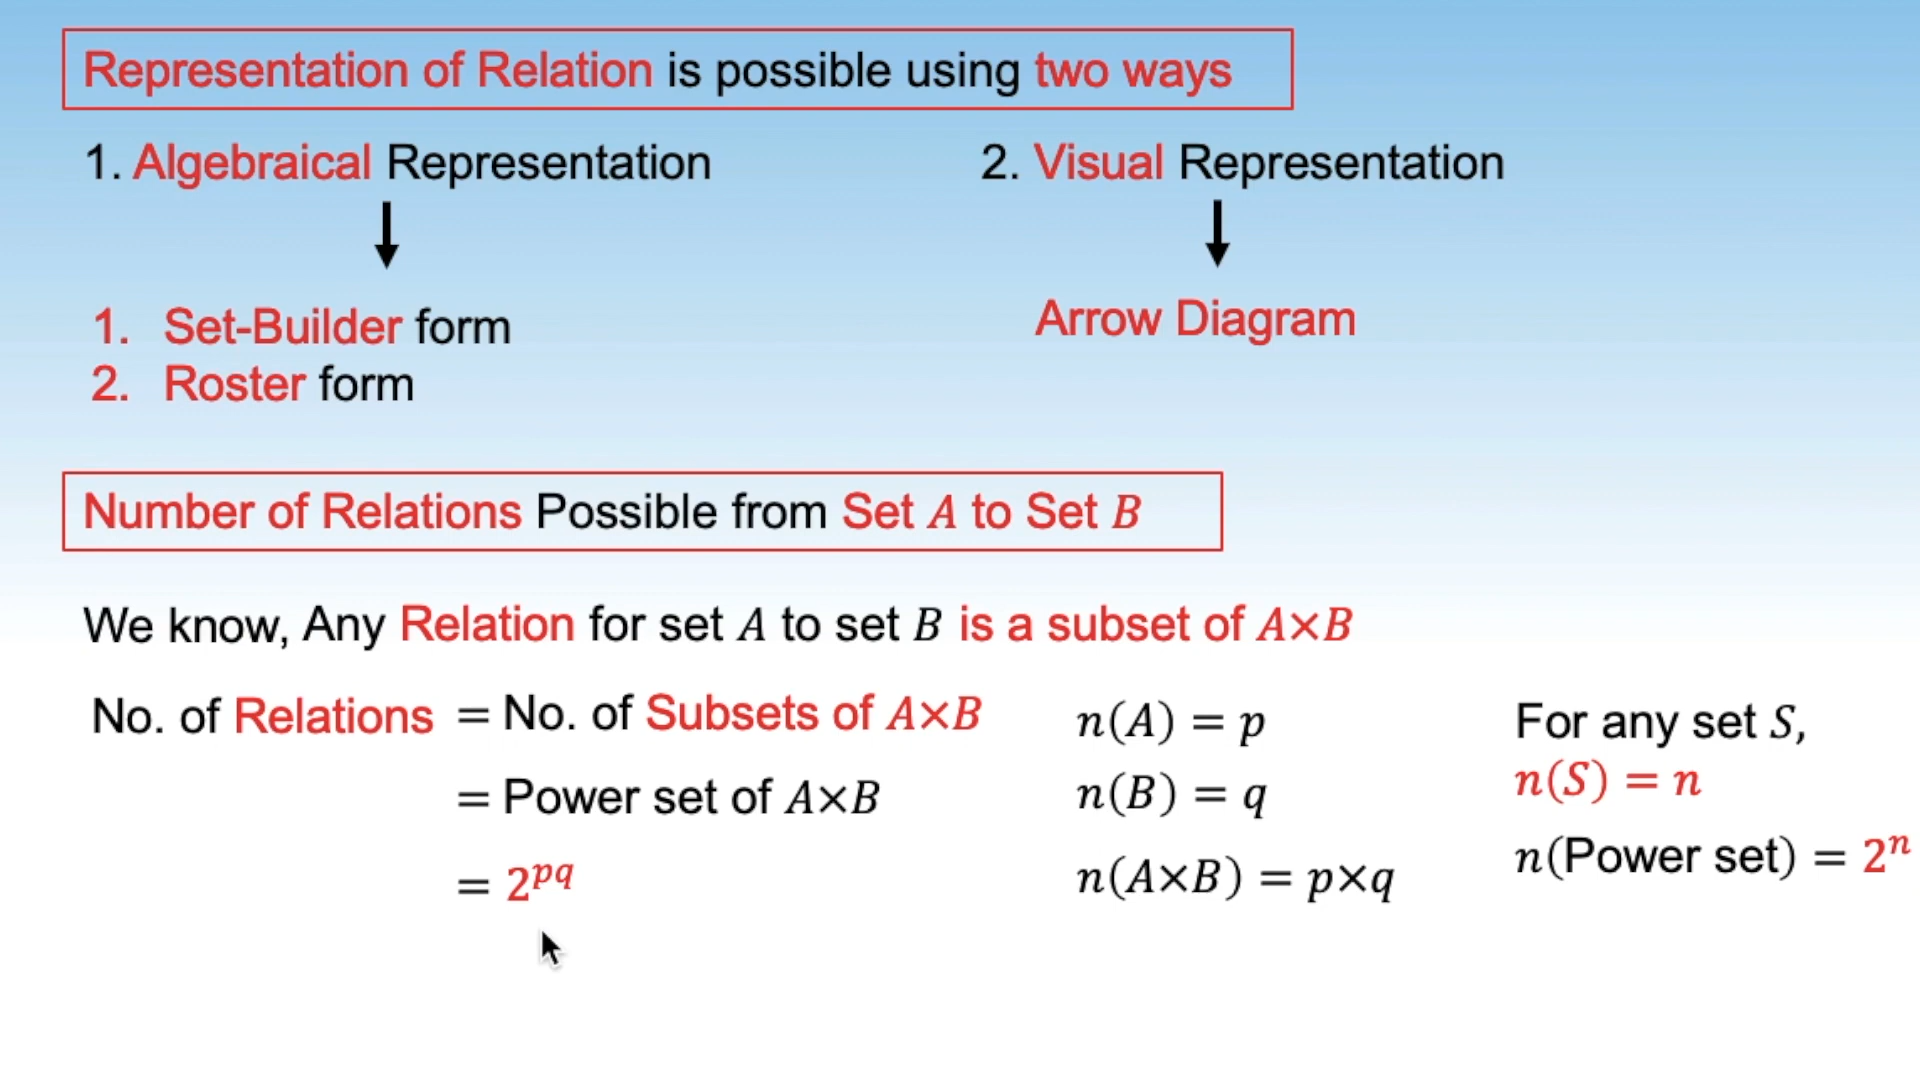 Representation of Relation is possible using two ways
1. Algebraical Representation
2. Visual Representation
1. Set-Builder form
2. Roster form
Arrow Diagram
Number of Relations Possible from Set A to Set B
We know, Any Relation for set A to set B is a subset of A×B
No. of Relations = No. of Subsets of A×B
= Power set of A×B
= 2^{pq}
n(A) = p
n(B) = q
n(A×B) = p×q
For any set S,
n(S) = n
n(Power set) = 2^n